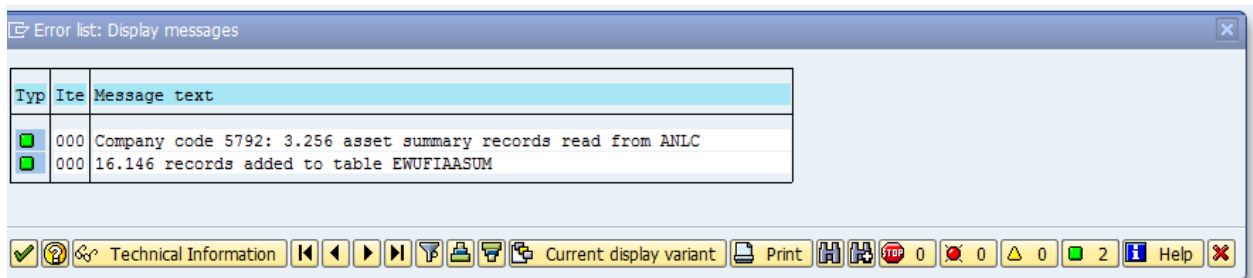 Error list: Display messages
Typ Ite Message text
000 Company code 5792: 3.256 asset summary records read from ANLC
000 16.146 records added to table EWUFIAASUM
Technical Information Current display variant Print STOP 0 0 0 2 Help